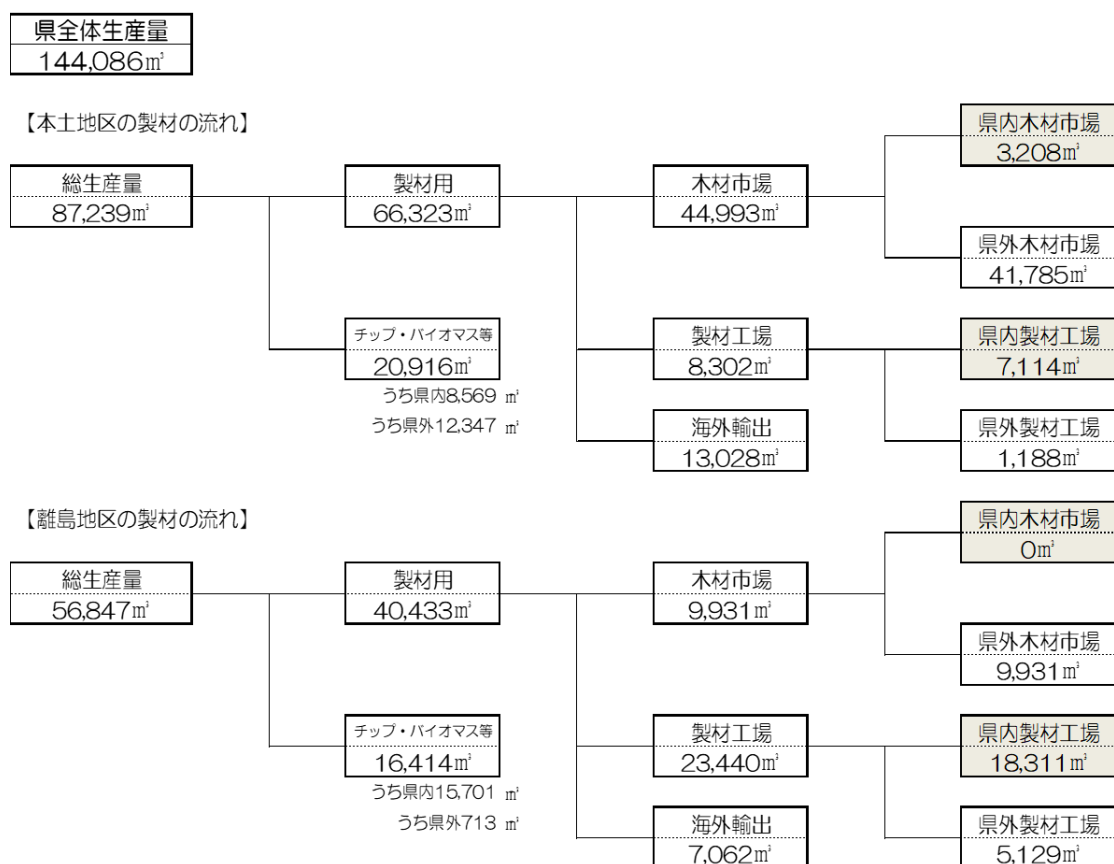 県全体生産量
144,086㎥
【本土地区の製材の流れ】
総生産量
87,239㎥
製材用
66,323㎥
チップ・バイオマス等
20,916㎥
うち県内8,569 ㎥
うち県外12,347 ㎥
木材市場
44,993㎥
製材工場
8,302㎥
海外輸出
13,028㎥
県内木材市場
3,208㎥
県外木材市場
41,785㎥
県内製材工場
7,114㎥
県外製材工場
1,188㎥
【離島地区の製材の流れ】
総生産量
56,847㎥
製材用
40,433㎥
チップ・バイオマス等
16,414㎥
うち県内15,701 ㎥
うち県外713 ㎥
木材市場
9,931㎥
製材工場
23,440㎥
海外輸出
7,062㎥
県内木材市場
0㎥
県外木材市場
9,931㎥
県内製材工場
18,311㎥
県外製材工場
5,129㎥